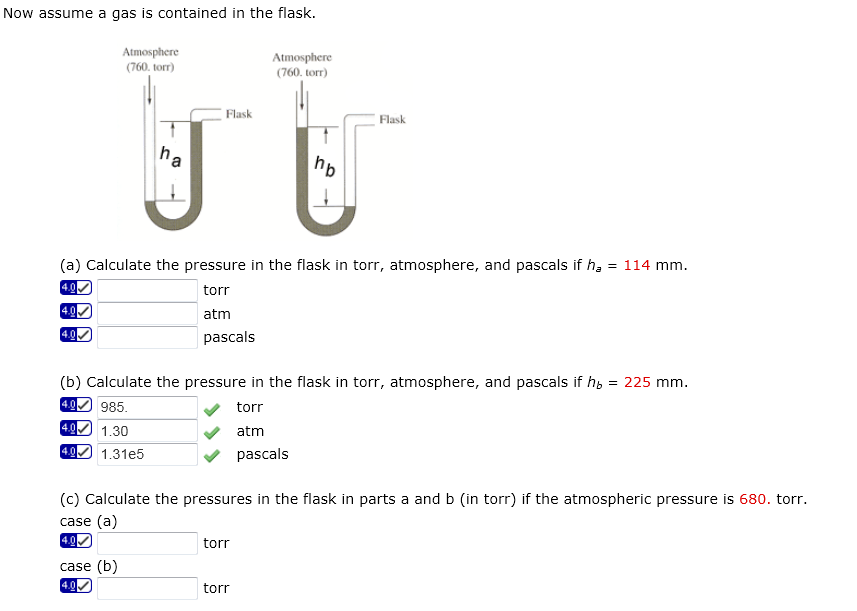 Now assume a gas is contained in the flask.
Atmosphere
(760. torr)
Atmosphere
(760. torr)
Flask
Flask
ha
hb
(a) Calculate the pressure in the flask in torr, atmosphere, and pascals if ha = 114 mm.
4.0 torr
4.0 atm
4.0 pascals
(b) Calculate the pressure in the flask in torr, atmosphere, and pascals if hb = 225 mm.
4.0 985. torr
4.0 1.30 atm
4.0 1.31e5 pascals
(c) Calculate the pressures in the flask in parts a and b (in torr) if the atmospheric pressure is 680. torr.
case (a)
4.0 torr
case (b)
4.0 torr